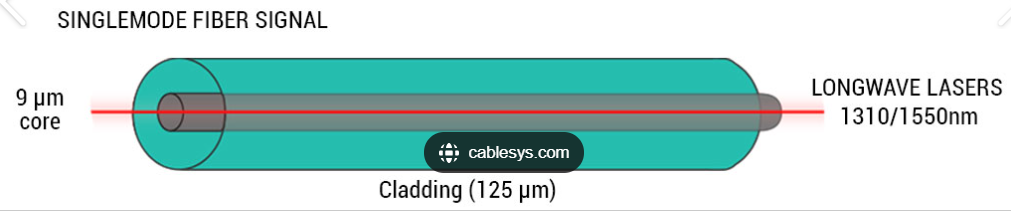 SINGLEMODE FIBER SIGNAL
9 µm
core
LONGWAVE LASERS
1310/1550nm
cablesys.com
Cladding (125 µm)